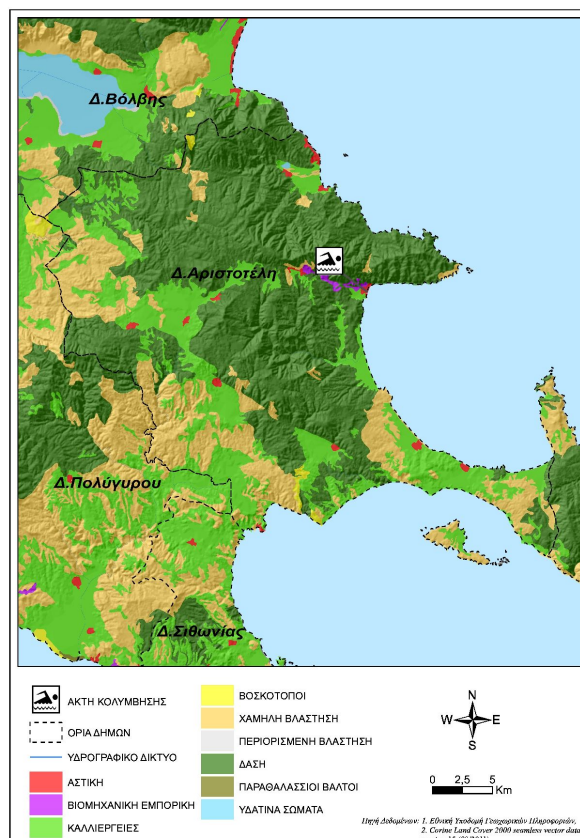 Δ.Βόλβης
Δ.Αριστοτέλη
Δ.Πολύγυρου
Δ.Σιθωνίας
ΑΚΤΗ ΚΟΛΥΜΒΗΣΗΣ
ΟΡΙΑ ΔΗΜΩΝ
ΥΔΡΟΓΡΑΦΙΚΟ ΔΙΚΤΥΟ
ΑΣΤΙΚΗ
ΒΙΟΜΗΧΑΝΙΚΗ ΕΜΠΟΡΙΚΗ
ΚΑΛΛΙΕΡΓΕΙΕΣ
ΒΟΣΚΟΤΟΠΟΙ
ΧΑΜΗΛΗ ΒΛΑΣΤΗΣΗ
ΠΕΡΙΟΡΙΣΜΕΝΗ ΒΛΑΣΤΗΣΗ
ΔΑΣΗ
ΠΑΡΑΘΑΛΑΣΣΙΟΙ ΒΑΛΤΟΙ
ΥΔΑΤΙΝΑ ΣΩΜΑΤΑ
N
W E
S
0 2,5 5
Km
Πηγή Δεδομένων: 1. Εθνική Υποδομή Γεωχωρικών Πληροφοριών,
2. Corine Land Cover 2000 seamless vector data